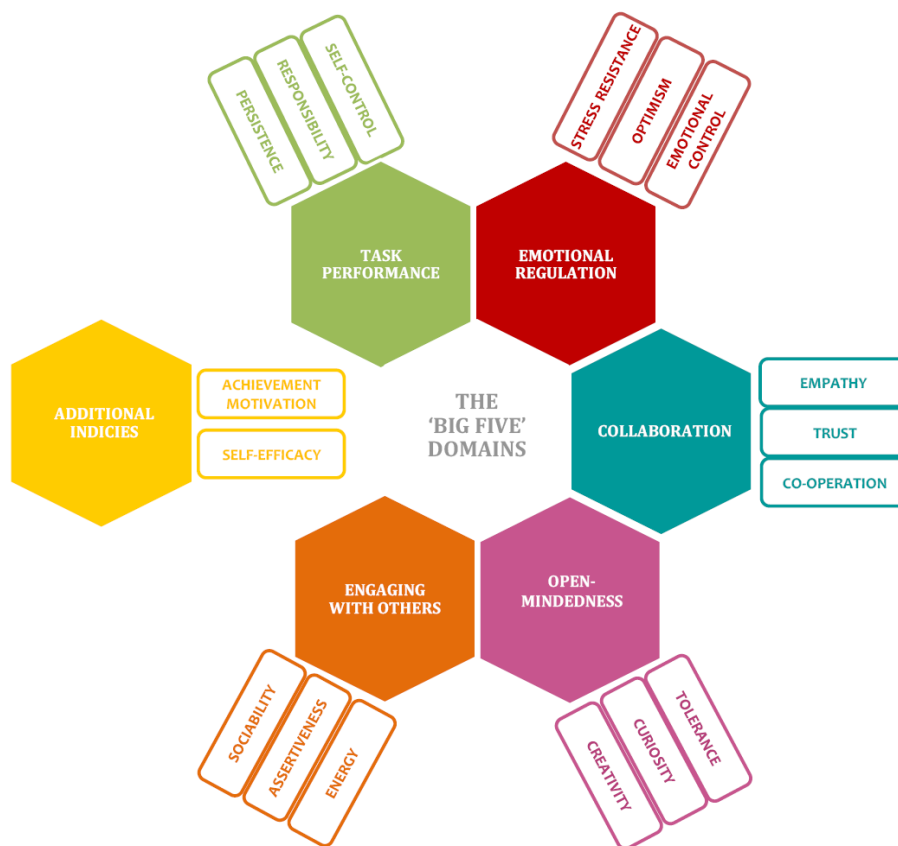 SELF-CONTROL
RESPONSIBILITY
PERSISTENCE
STRESS RESISTANCE
OPTIMISM
EMOTIONAL
CONTROL
TASK
PERFORMANCE
EMOTIONAL
REGULATION
ADDITIONAL
INDICIES
ACHIEVEMENT
MOTIVATION
SELF-EFFICACY
THE
‘BIG FIVE’
DOMAINS
COLLABORATION
EMPATHY
TRUST
CO-OPERATION
ENGAGING
WITH OTHERS
OPEN-
MINDEDNESS
SOCIABILITY
ASSERTIVENESS
ENERGY
CREATIVITY
CURIOSITY
TOLERANCE